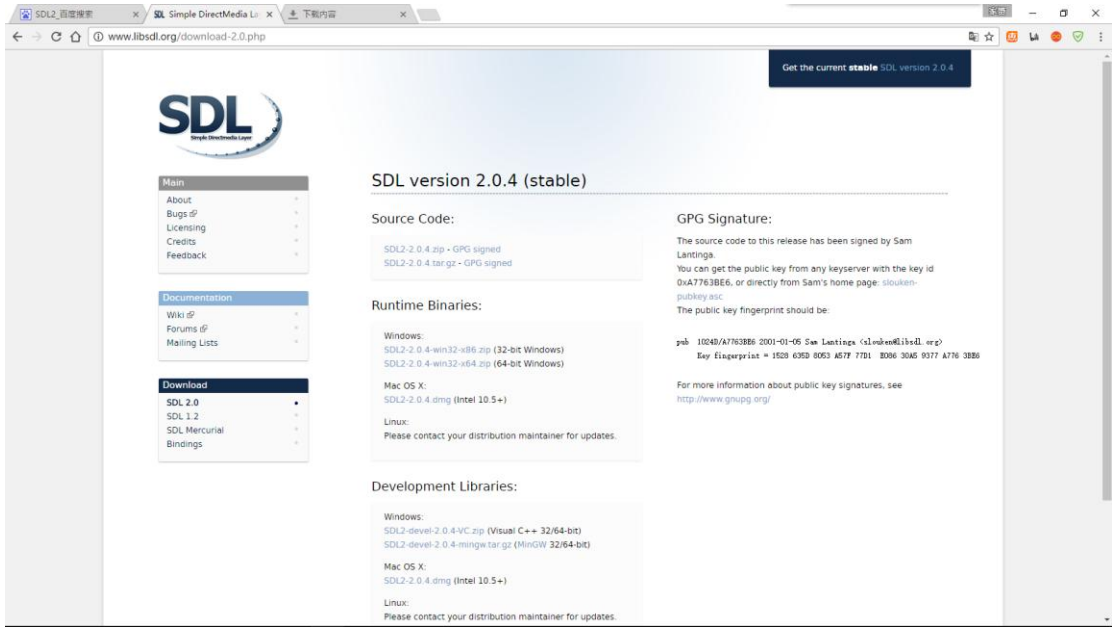 SDL2_百度搜索
SDL Simple DirectMedia La
下载内容
www.libsdl.org/download-2.0.php
Get the current stable SDL version 2.0.4
SDL
Simple Directmedia Layer
Main
About
Bugs
Licensing
Credits
Feedback
Documentation
Wiki
Forums
Mailing Lists
Download
SDL 2.0
SDL 1.2
SDL Mercurial
Bindings
SDL version 2.0.4 (stable)
Source Code:
SDL2-2.0.4.zip - GPG signed
SDL2-2.0.4.tar.gz - GPG signed
Runtime Binaries:
Windows:
SDL2-2.0.4-win32-x86.zip (32-bit Windows)
SDL2-2.0.4-win32-x64.zip (64-bit Windows)
Mac OS X:
SDL2-2.0.4.dmg (Intel 10.5+)
Linux:
Please contact your distribution maintainer for updates.
Development Libraries:
Windows:
SDL2-devel-2.0.4-VC.zip (Visual C++ 32/64-bit)
SDL2-devel-2.0.4-mingw.tar.gz (MinGW 32/64-bit)
Mac OS X:
SDL2-2.0.4.dmg (Intel 10.5+)
Linux:
Please contact your distribution maintainer for updates.
GPG Signature:
The source code to this release has been signed by Sam
Lantinga.
You can get the public key from any keyserver with the key id
0xA7763BE6, or directly from Sam's home page: slouken-
pubkey.asc
The public key fingerprint should be:
pub 1024D/A7763BE6 2001-01-05 Sam Lantinga <slouken@libsdl.org>
Key fingerprint = 1528 635D 8053 A57F 77D1 E086 30A5 9377 A776 3BE6
For more information about public key signatures, see
http://www.gnupg.org/